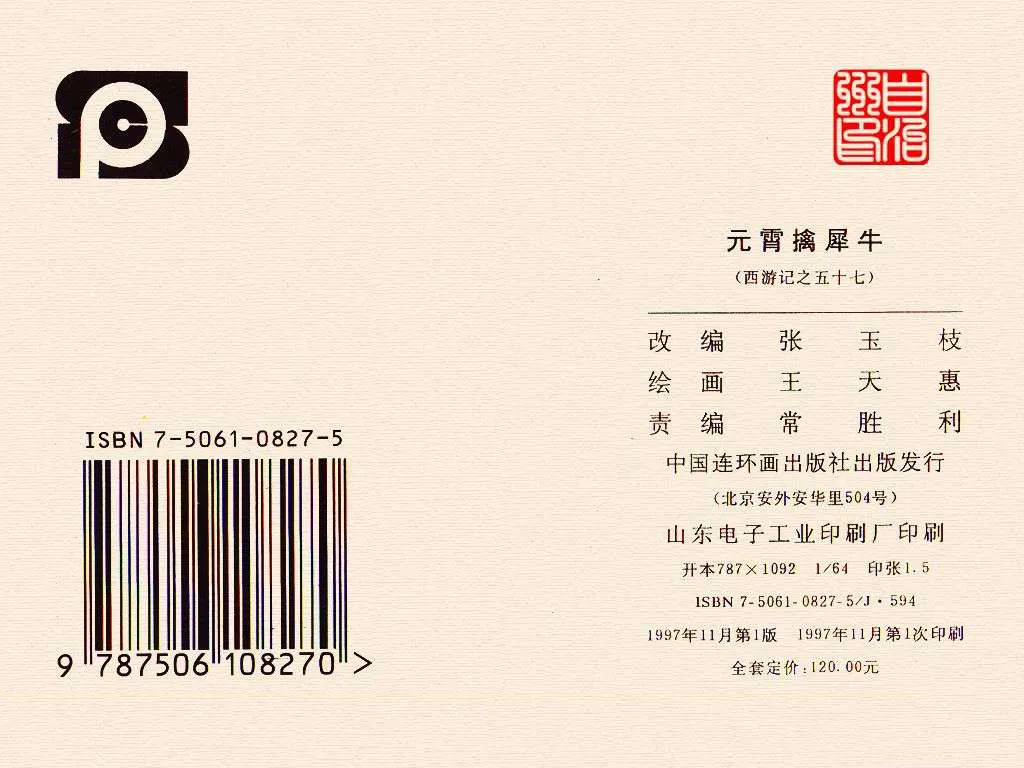 自治州印
元霄擒犀牛
（西游记之五十七）
改编 张玉枝
绘画 王天惠
责编 常胜利
中国连环画出版社出版发行
（北京安外安华里504号）
山东电子工业印刷厂印刷
开本787×1092 1/64 印张1.5
ISBN 7-5061-0827-5/J·594
1997年11月第1版 1997年11月第1次印刷
全套定价:120.00元
ISBN 7-5061-0827-5
9 787506 108270 >